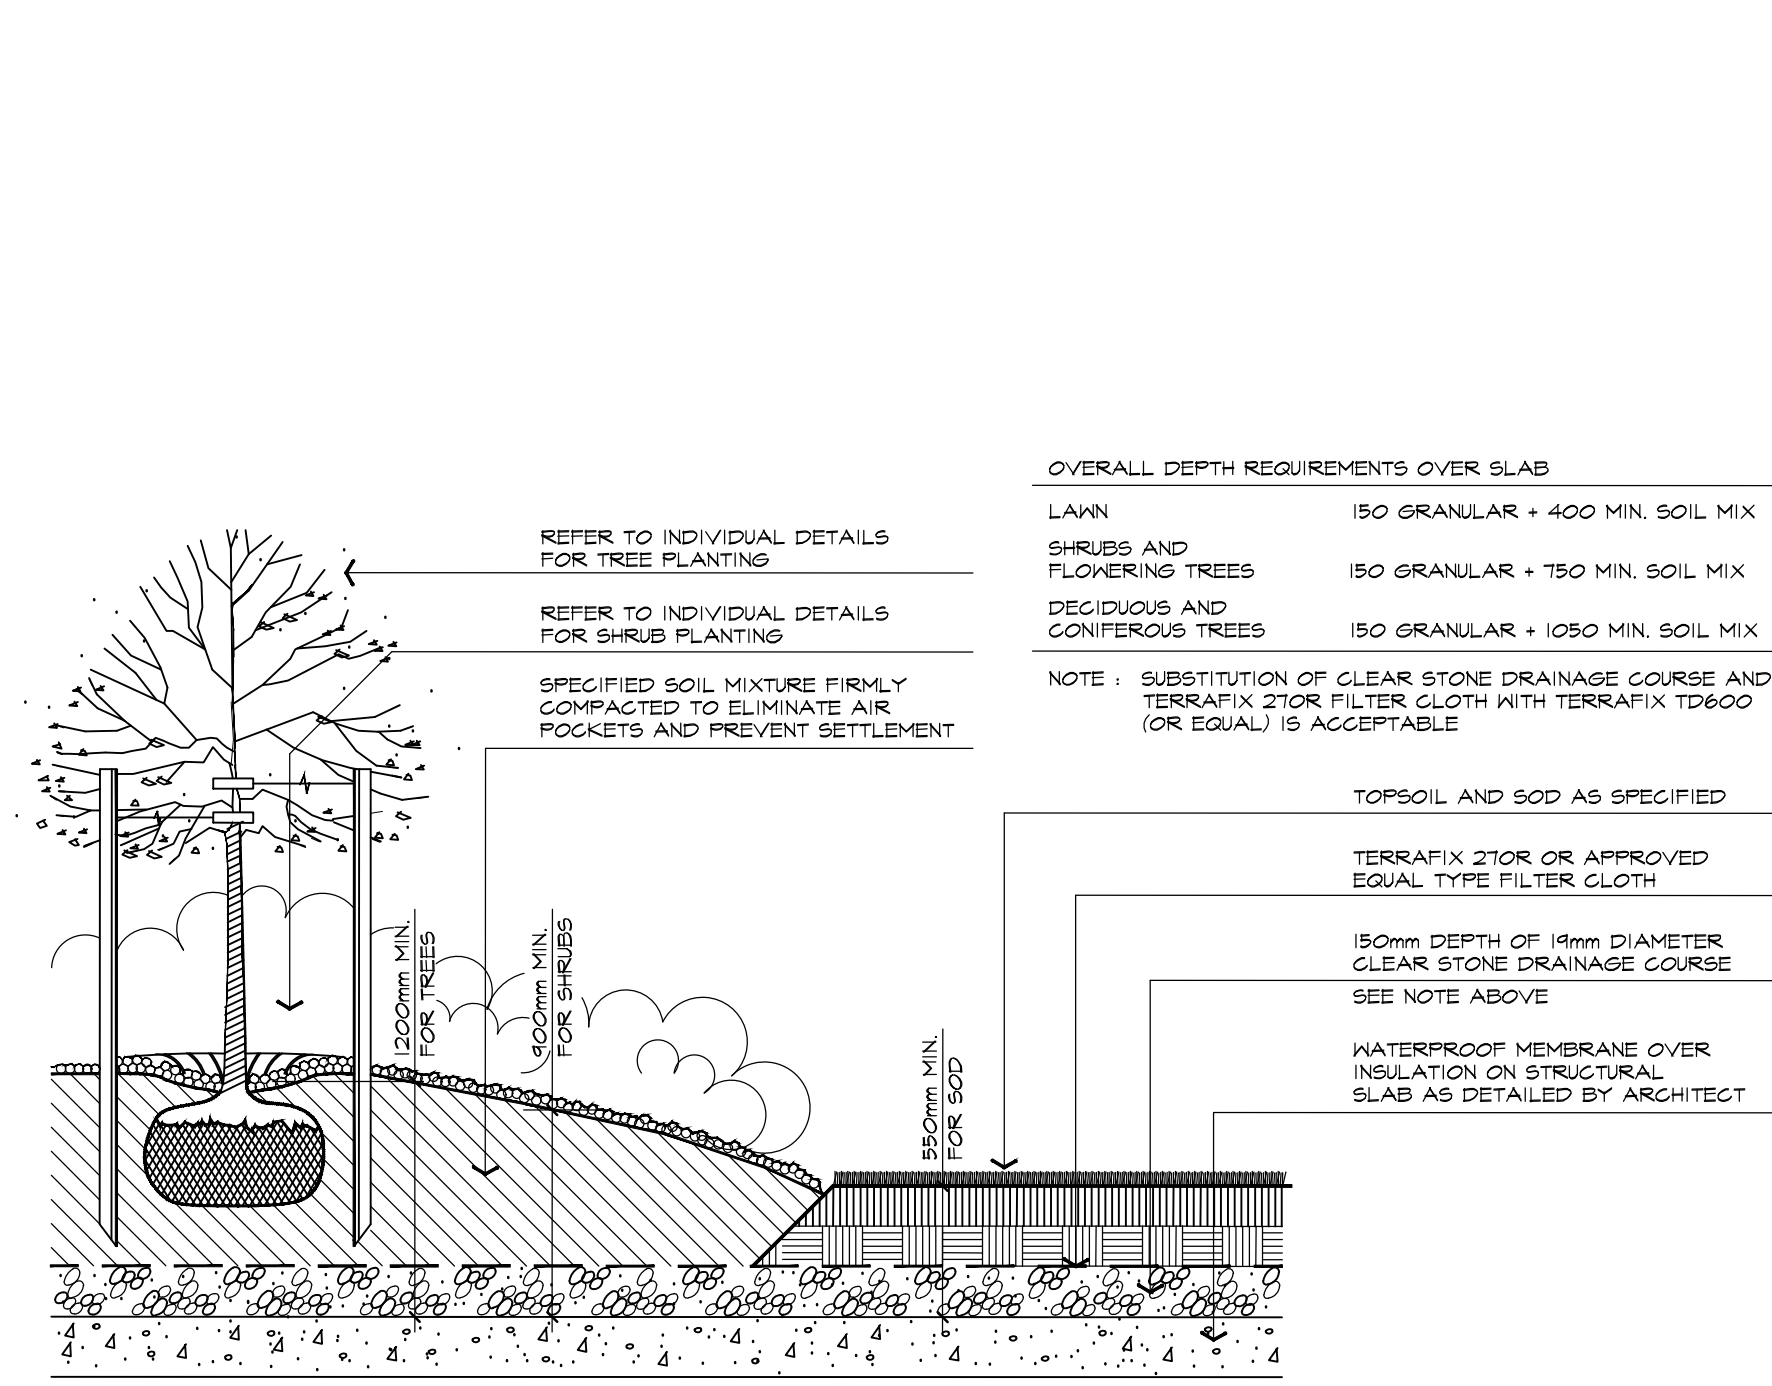 OVERALL DEPTH REQUIREMENTS OVER SLAB
LAWN 150 GRANULAR + 400 MIN. SOIL MIX
SHRUBS AND
FLOWERING TREES 150 GRANULAR + 750 MIN. SOIL MIX
DECIDUOUS AND
CONIFEROUS TREES 150 GRANULAR + 1050 MIN. SOIL MIX
NOTE : SUBSTITUTION OF CLEAR STONE DRAINAGE COURSE AND
TERRAFIX 270R FILTER CLOTH WITH TERRAFIX TD600
(OR EQUAL) IS ACCEPTABLE
REFER TO INDIVIDUAL DETAILS
FOR TREE PLANTING
REFER TO INDIVIDUAL DETAILS
FOR SHRUB PLANTING
SPECIFIED SOIL MIXTURE FIRMLY
COMPACTED TO ELIMINATE AIR
POCKETS AND PREVENT SETTLEMENT
TOPSOIL AND SOD AS SPECIFIED
TERRAFIX 270R OR APPROVED
EQUAL TYPE FILTER CLOTH
150mm DEPTH OF 19mm DIAMETER
CLEAR STONE DRAINAGE COURSE
SEE NOTE ABOVE
WATERPROOF MEMBRANE OVER
INSULATION ON STRUCTURAL
SLAB AS DETAILED BY ARCHITECT
1200mm MIN.
FOR TREES
900mm MIN.
FOR SHRUBS
550mm MIN.
FOR SOD